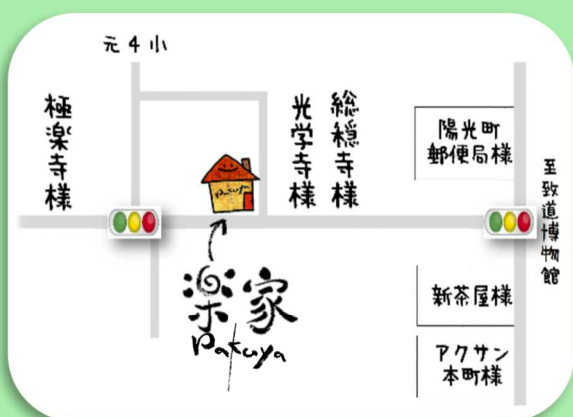 元4小
極楽寺様
光学寺様
総穏寺様
陽光町
郵便局様
至致道博物館
Rakuya
楽家
Rakuya
新茶屋様
アクサン
本町様